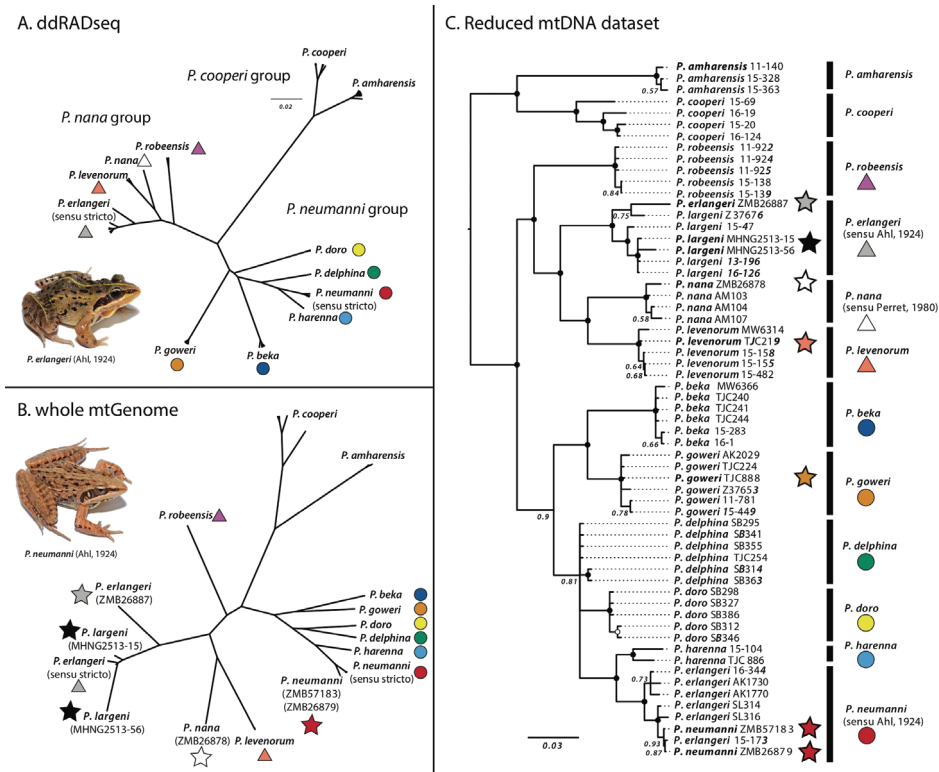 A. ddRADseq
P. cooperi
P. cooperi group
P. amharensis
0.02
P. nana group
P. robeensis
P. nana
P. levenorum
P. erlangeri
(sensu stricto)
P. neumanni group
P. doro
P. delphina
P. neumanni
(sensu stricto)
P. harenna
P. erlangeri (Ahl, 1924)
P. goweri
P. beka
B. whole mtGenome
P. cooperi
P. amharensis
P. robeensis
P. neumanni (Ahl, 1924)
P. erlangeri
(ZMB26887)
P. largeni
(MHNG2513-15)
P. erlangeri
(sensu stricto)
P. largeni
(MHNG2513-56)
P. beka
P. goweri
P. doro
P. delphina
P. harenna
P. neumanni
(sensu stricto)
P. neumanni
(ZMB57183)
(ZMB26879)
P. nana
(ZMB26878)
P. levenorum
C. Reduced mtDNA dataset
P. amharensis 11-140
P. amharensis 15-328
0.57 P. amharensis 15-363
P. cooperi 15-69
P. cooperi 16-19
P. cooperi 15-20
P. cooperi 16-124
P. robeensis 11-922
P. robeensis 11-924
P. robeensis 11-925
P. robeensis 15-138
0.84 P. robeensis 15-139
P. erlangeri ZMB26887
0.75 P. largeni Z 37676
P. largeni 15-47
P. largeni MHNG2513-15
P. largeni MHNG2513-56
P. largeni 13-196
P. largeni 16-126
P. nana ZMB26878
P. nana AM103
P. nana AM104
0.58 P. nana AM107
P. levenorum MW6314
P. levenorum TJC219
P. levenorum 15-158
0.64 P. levenorum 15-155
0.68 P. levenorum 15-482
P. beka MW6366
P. beka TJC240
P. beka TJC241
P. beka TJC244
P. beka 15-283
0.66 P. beka 16-1
P. goweri AK2029
P. goweri TJC224
P. goweri TJC888
P. goweri Z37653
P. goweri 11-781
0.78 P. goweri 15-449
0.9
P. delphina SB295
P. delphina SB341
P. delphina SB355
P. delphina TJC254
P. delphina SB314
0.81 P. delphina SB363
P. doro SB298
P. doro SB327
P. doro SB386
P. doro SB312
P. doro SB346
P. harenna 15-104
P. harenna TJC 886
P. erlangeri 16-344
0.73 P. erlangeri AK1730
P. erlangeri AK1770
P. erlangeri SL314
P. erlangeri SL316
P. neumanni ZMB57183
0.93 P. erlangeri 15-173
0.87 P. neumanni ZMB26879
0.03
P. amharensis
P. cooperi
P. robeensis
P. erlangeri
(sensu Ahl, 1924)
P. nana
(sensu Perret, 1980)
P. levenorum
P. beka
P. goweri
P. delphina
P. doro
P. harenna
P. neumanni
(sensu Ahl, 1924)